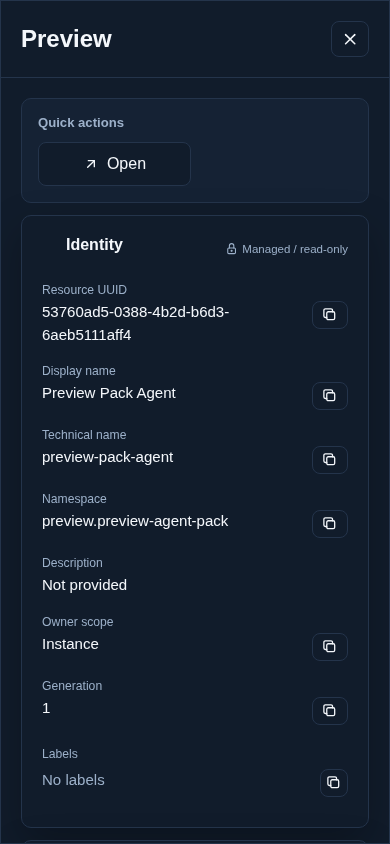 Preview
Quick actions
Open
Identity
Managed / read-only
Resource UUID
53760ad5-0388-4b2d-b6d3-
6aeb5111aff4
Display name
Preview Pack Agent
Technical name
preview-pack-agent
Namespace
preview.preview-agent-pack
Description
Not provided
Owner scope
Instance
Generation
1
Labels
No labels